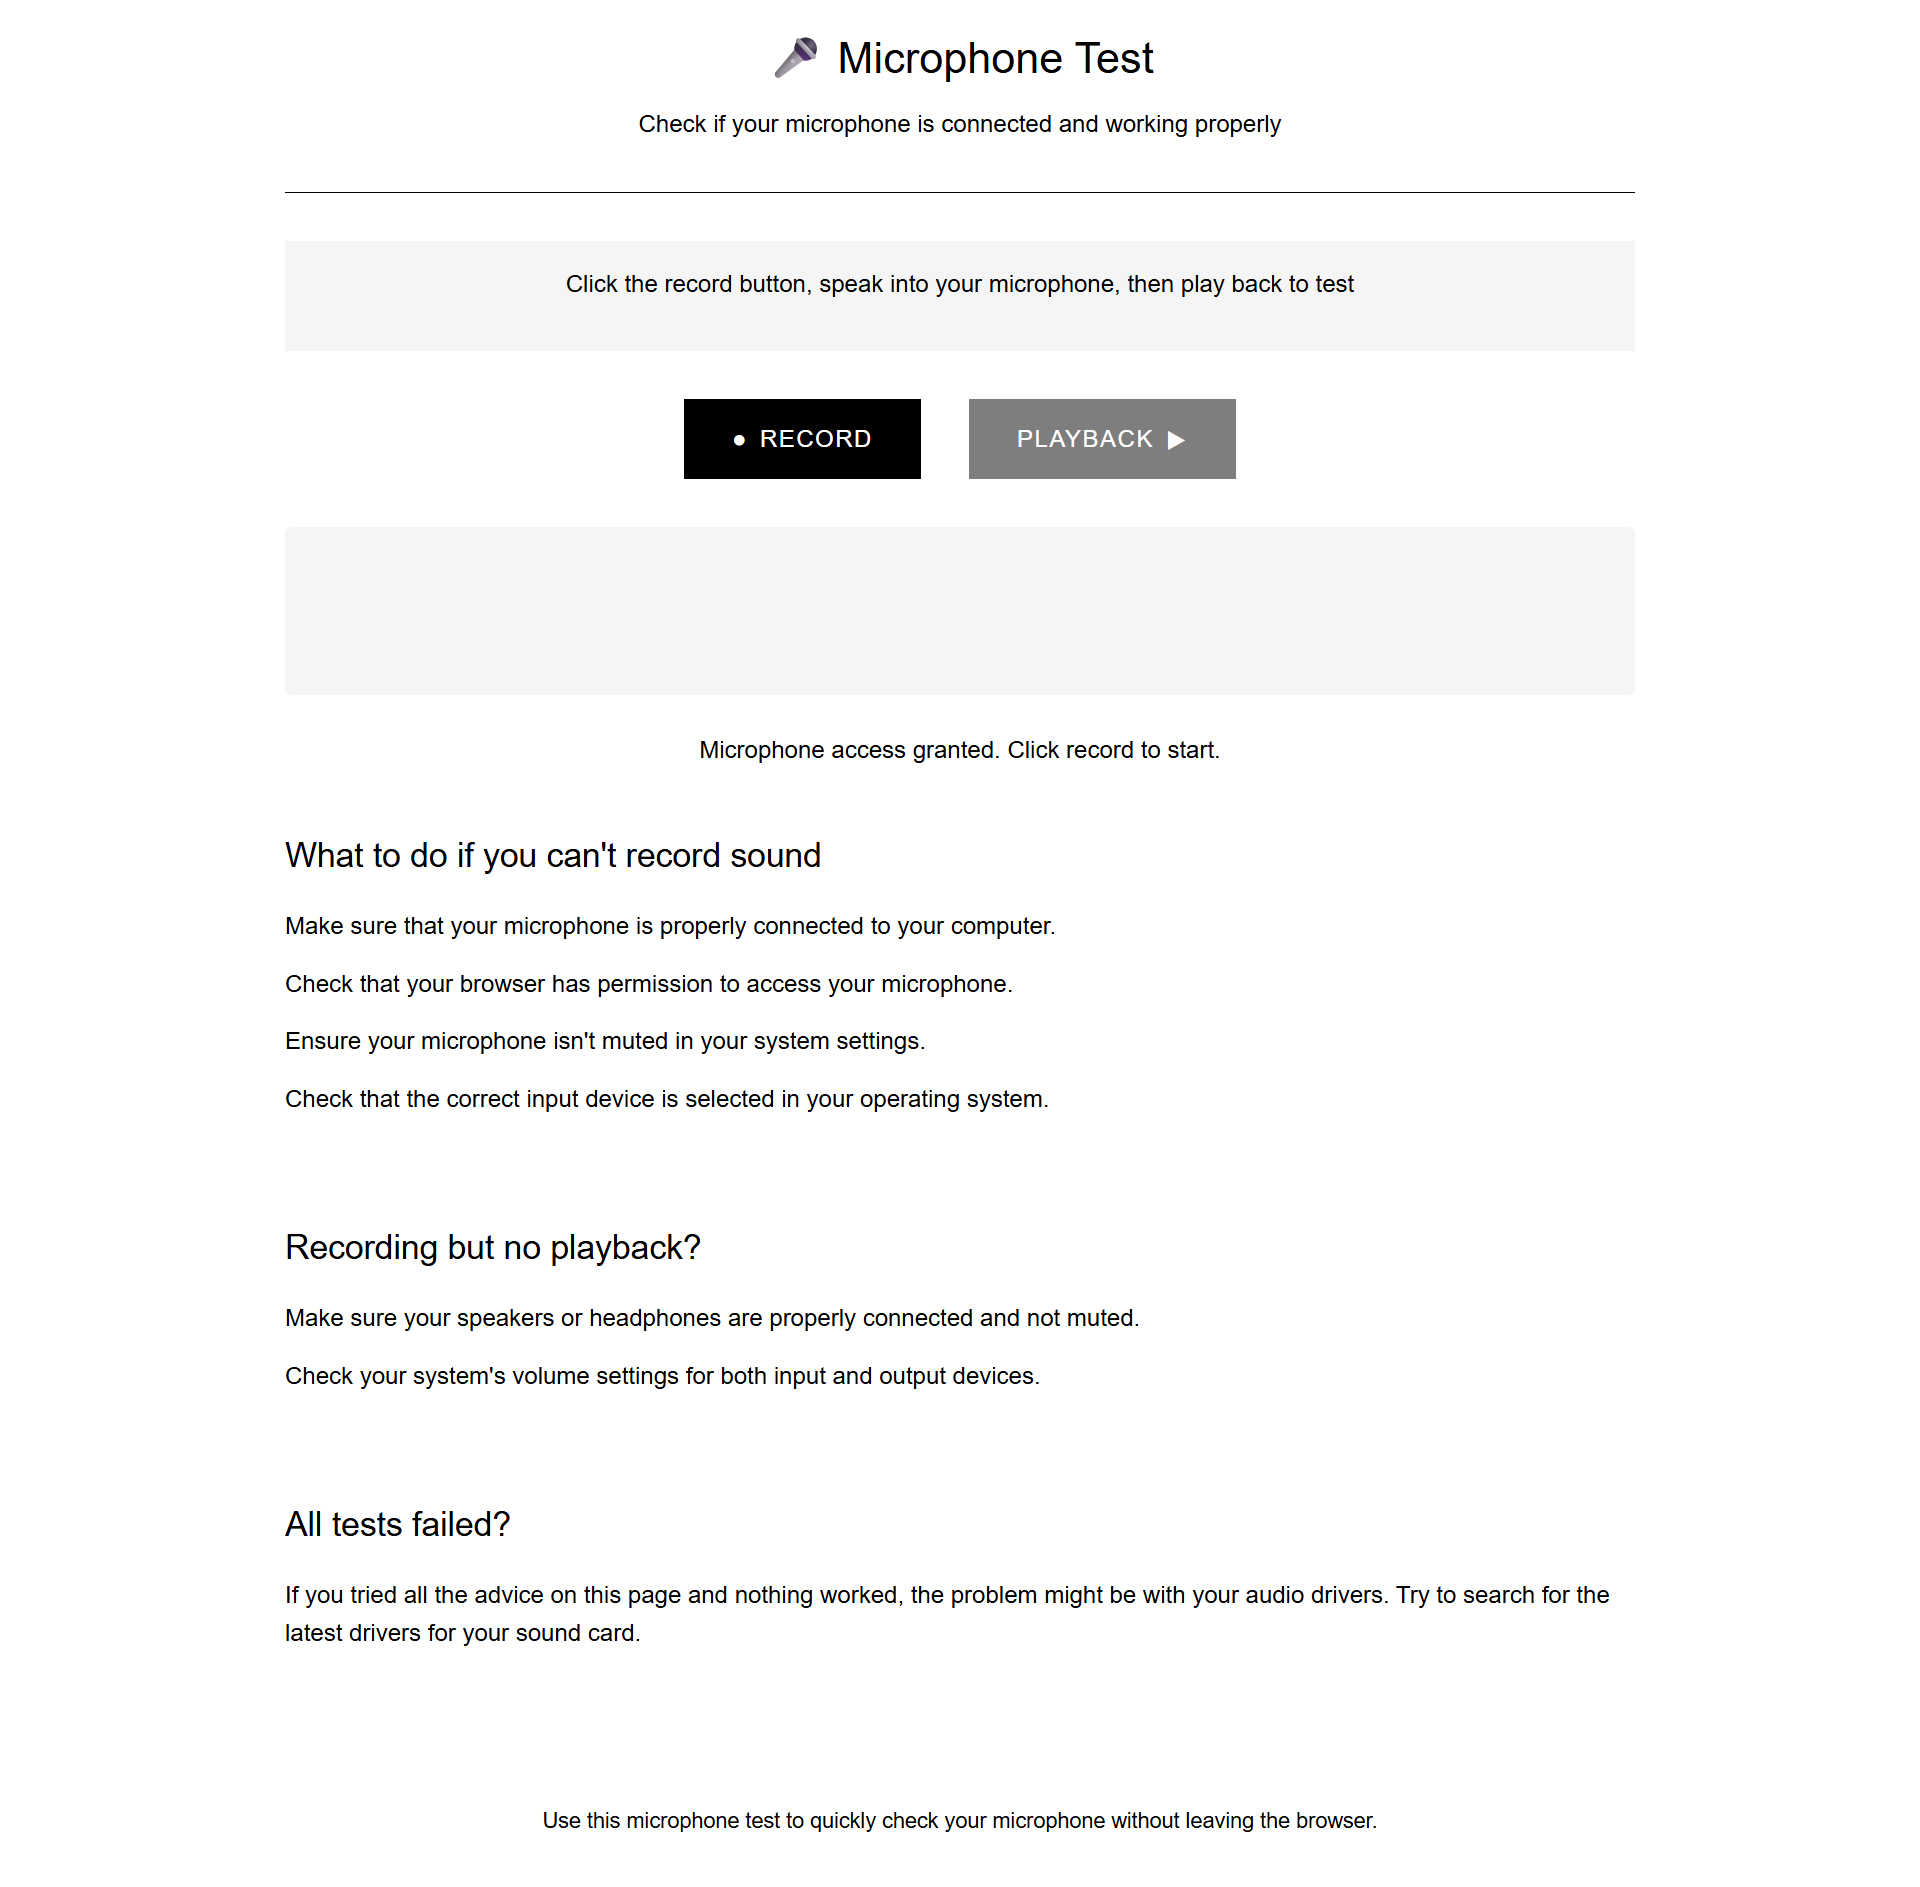 🎤 Microphone Test
Check if your microphone is connected and working properly
Click the record button, speak into your microphone, then play back to test
● RECORD
PLAYBACK ▶
Microphone access granted. Click record to start.
What to do if you can't record sound
Make sure that your microphone is properly connected to your computer.
Check that your browser has permission to access your microphone.
Ensure your microphone isn't muted in your system settings.
Check that the correct input device is selected in your operating system.
Recording but no playback?
Make sure your speakers or headphones are properly connected and not muted.
Check your system's volume settings for both input and output devices.
All tests failed?
If you tried all the advice on this page and nothing worked, the problem might be with your audio drivers. Try to search for the
latest drivers for your sound card.
Use this microphone test to quickly check your microphone without leaving the browser.